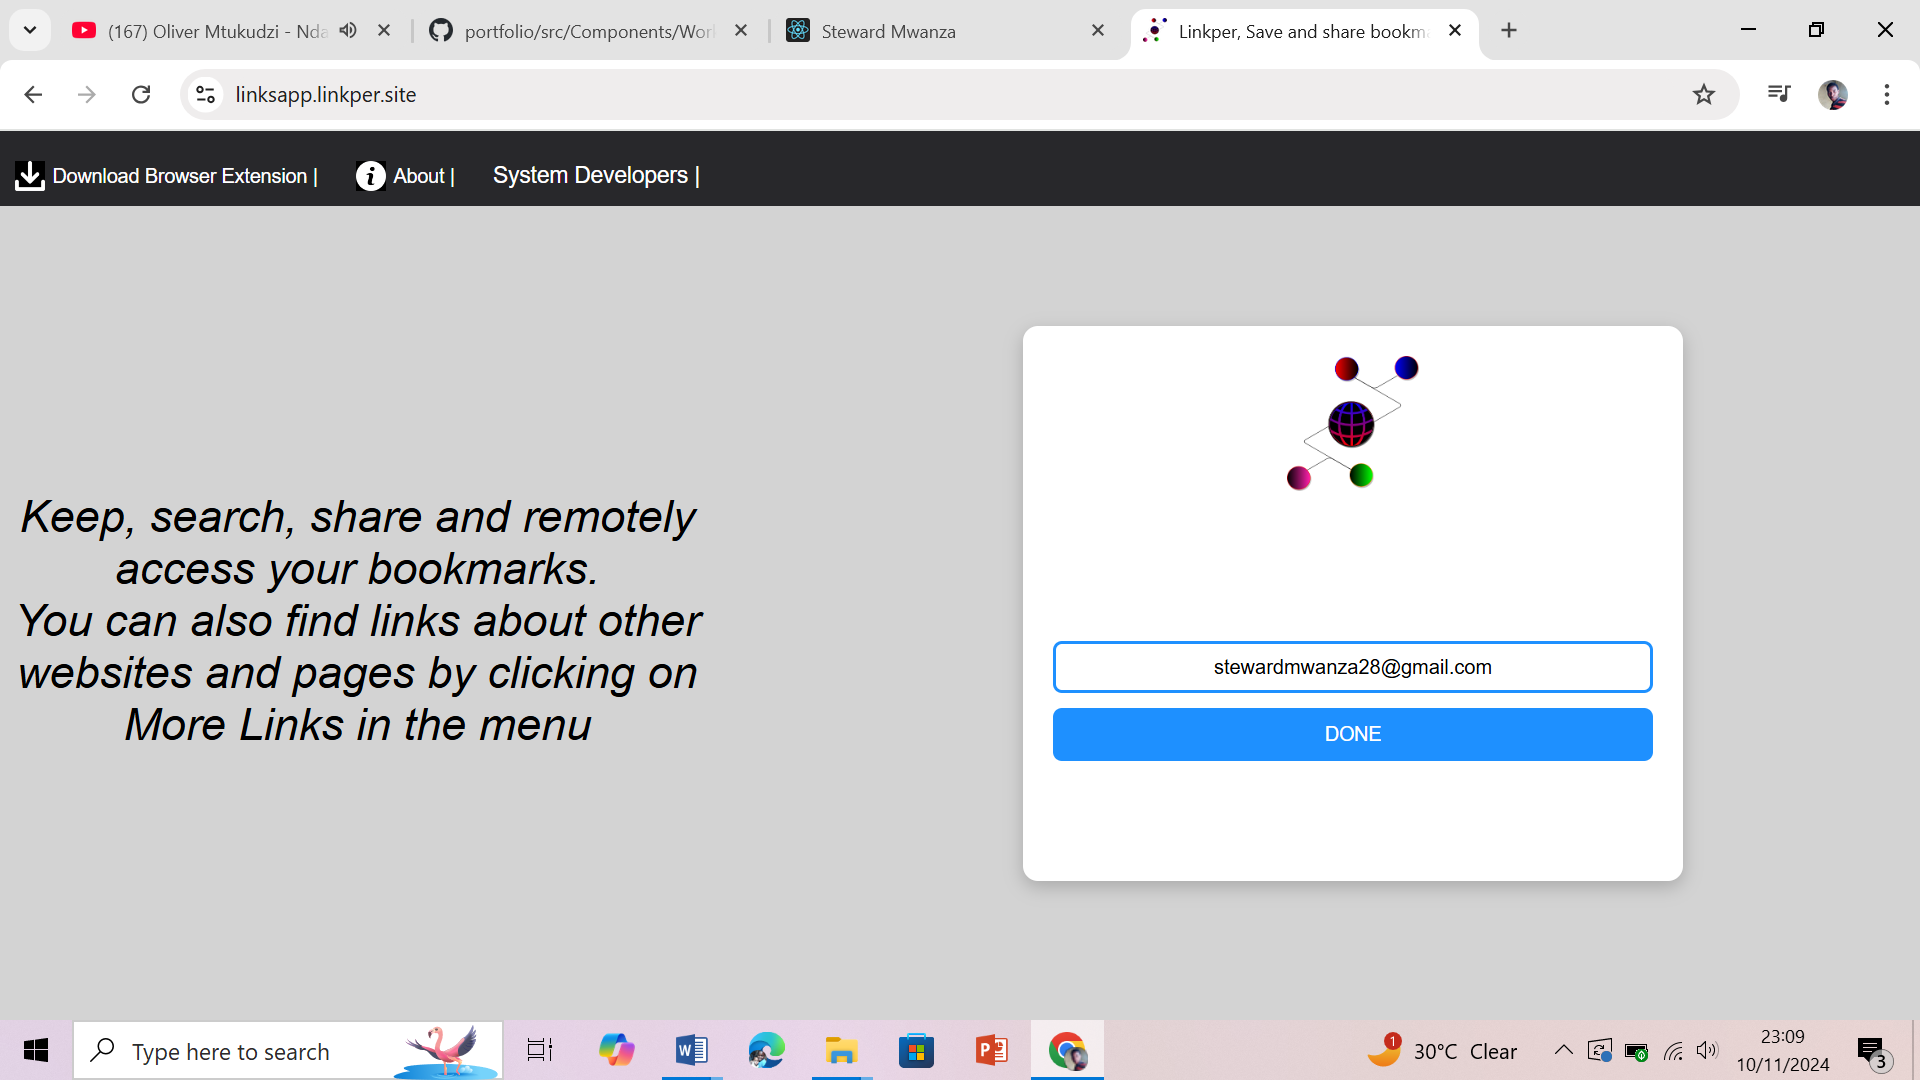 (167) Oliver Mtukudzi - Nda
portfolio/src/Components/Worl
Steward Mwanza
Linkper, Save and share bookma
linksapp.linkper.site
Download Browser Extension |
About |
System Developers |
Keep, search, share and remotely
access your bookmarks.
You can also find links about other
websites and pages by clicking on
More Links in the menu
stewardmwanza28@gmail.com
DONE
Type here to search
1
30°C Clear
23:09
10/11/2024
3